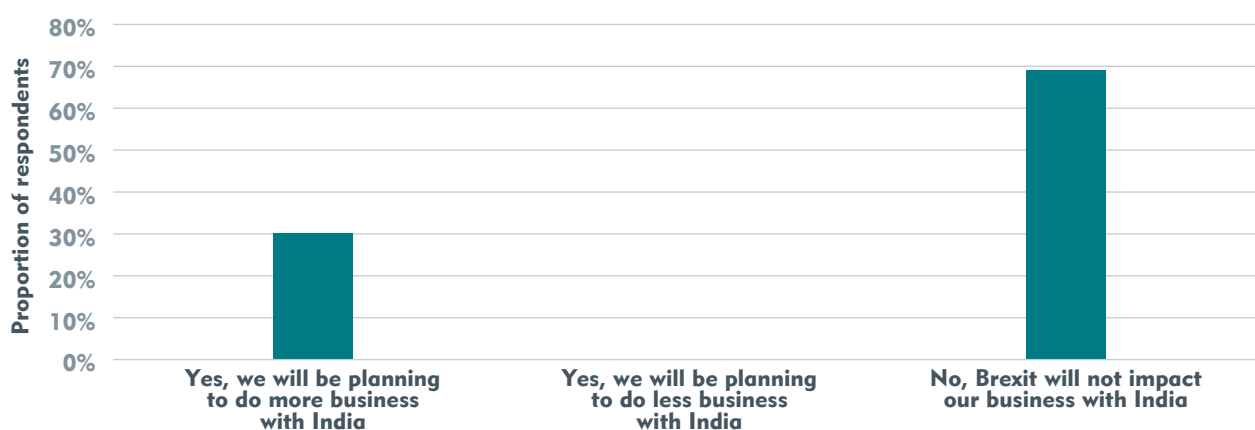 80%
70%
60%
50%
40%
30%
20%
10%
0%
Proportion of respondents
Yes, we will be planning
to do more business
with India
Yes, we will be planning
to do less business
with India
No, Brexit will not impact
our business with India